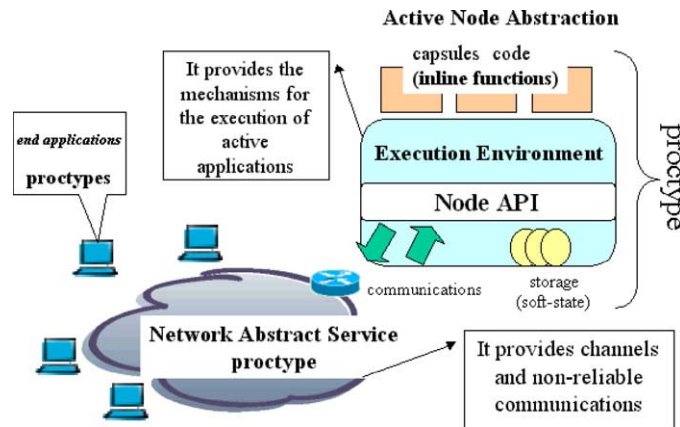 Active Node Abstraction
capsules code
(inline functions)
It provides the
mechanisms for
the execution of
active
applications
end applications
proctypes
Execution Environment
Node API
proctype
communications
storage
(soft-state)
Network Abstract Service
proctype
It provides channels
and non-reliable
communications